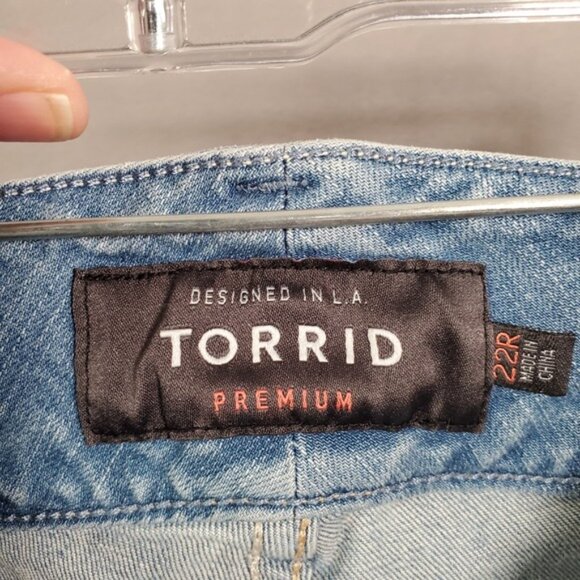 DESIGNED IN L.A.
TORRID
PREMIUM
22R
MADE IN
CHINA